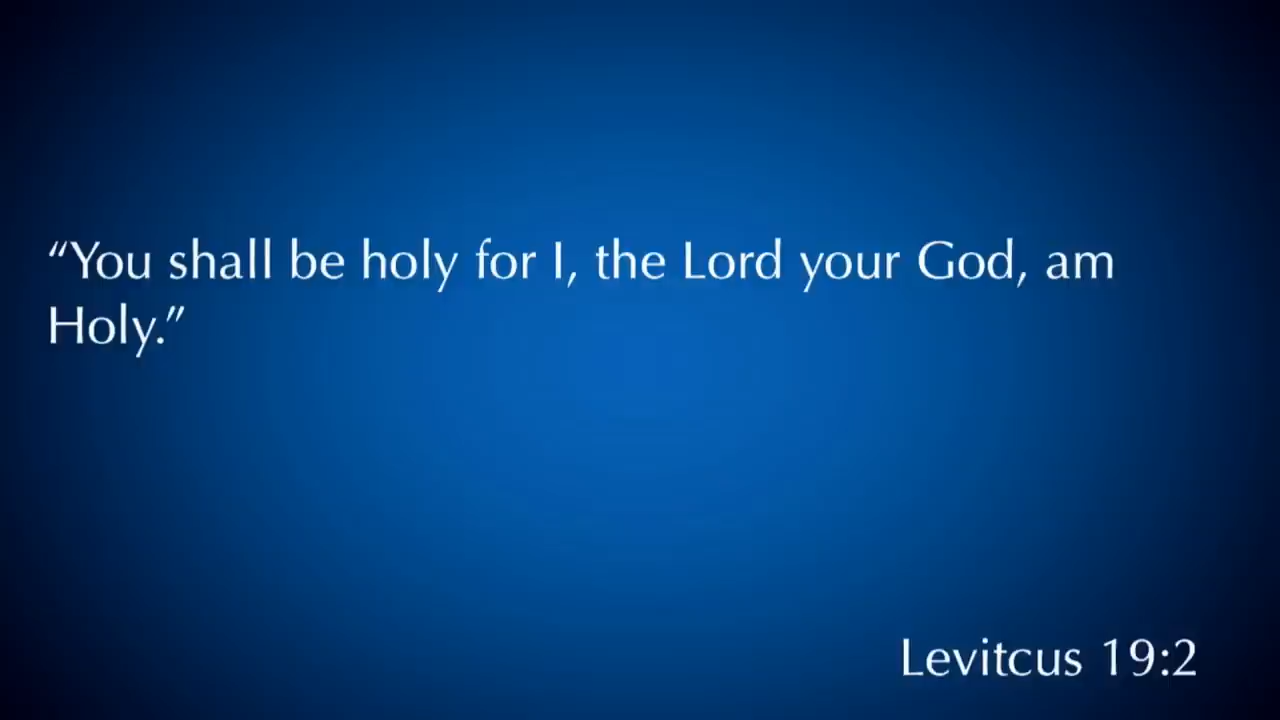 “You shall be holy for I, the Lord your God, am
Holy.”
Levitcus 19:2